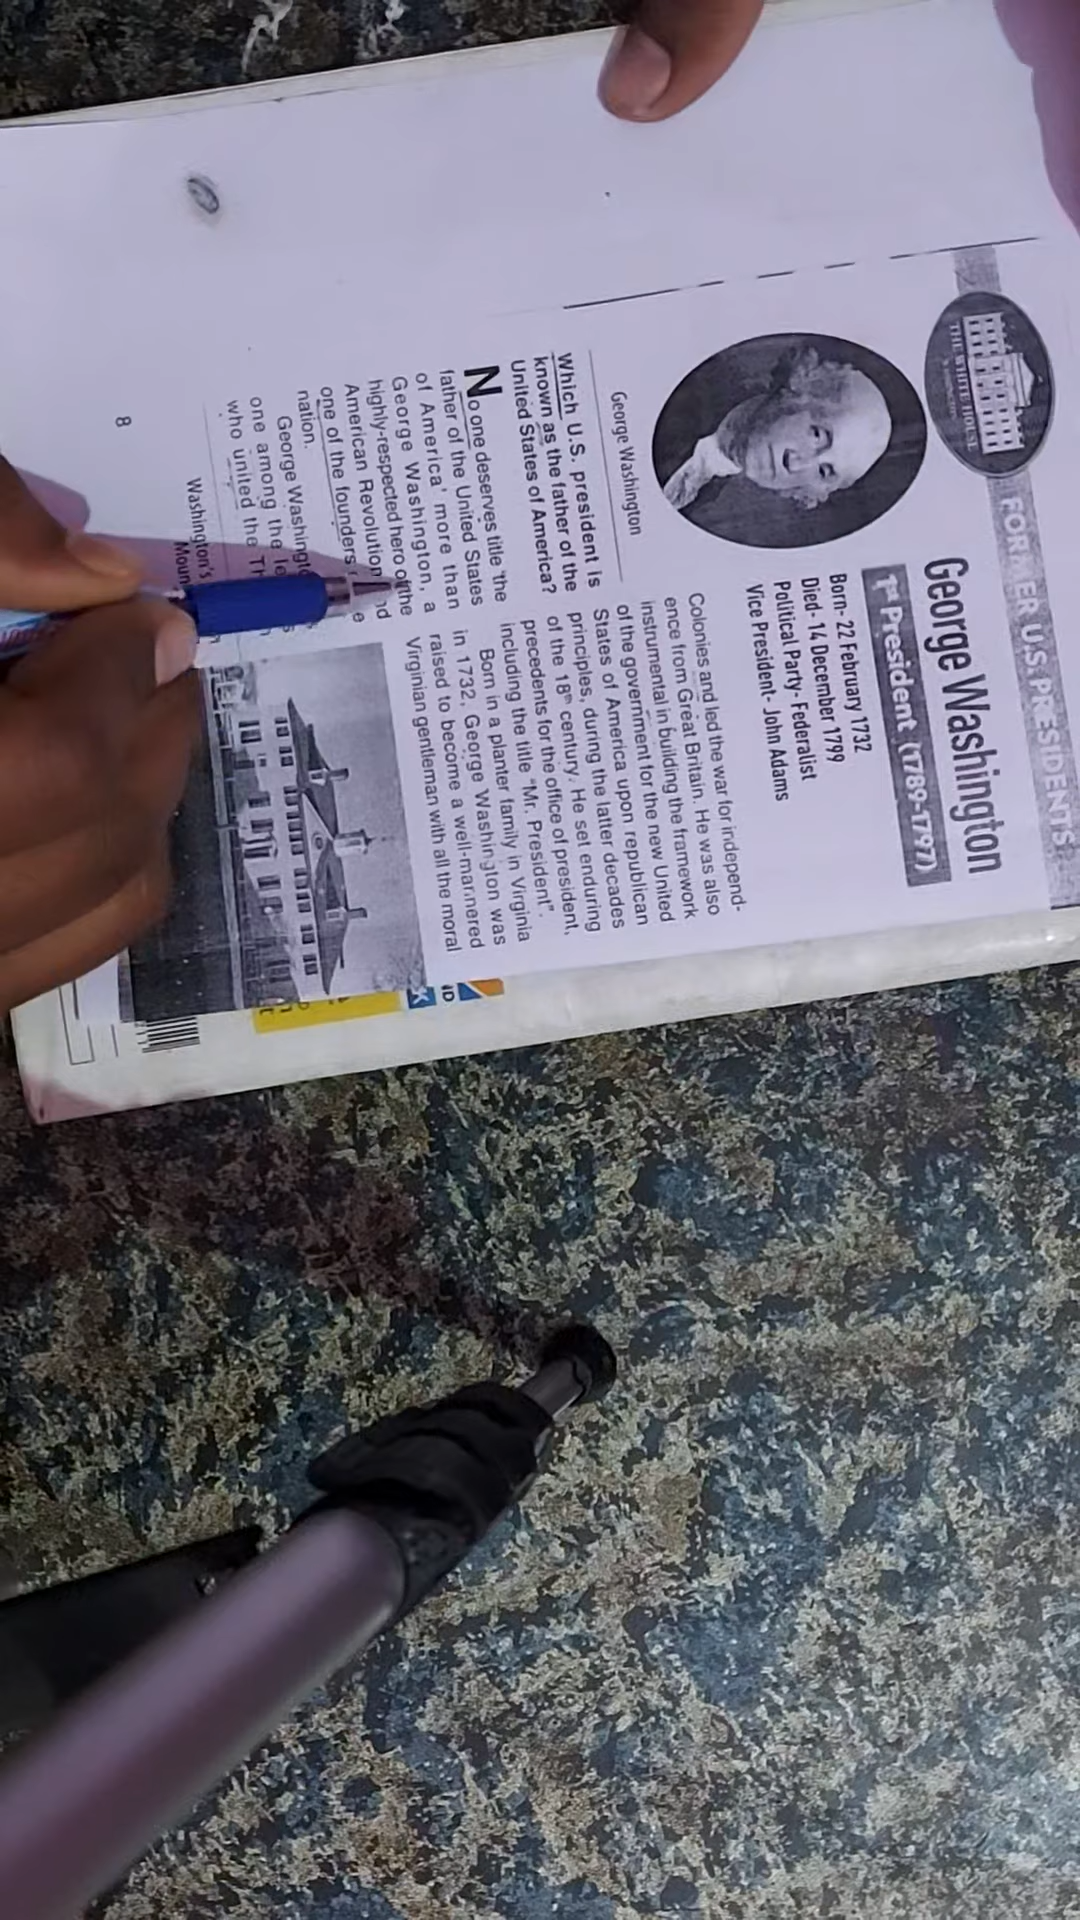 FORMER U.S. PRESIDENTS
THE WHITE HOUSE
George Washington
1st President (1789-1797)
Born- 22 February 1732
Died- 14 December 1799
Political Party- Federalist
Vice President- John Adams
George Washington
Which U.S. president is
known as the father of the
United States of America?
No one deserves title 'the
father of the United States
of America' more than
George Washington, a
highly-respected hero of the
American Revolution
one of the founders
nation.
George
one among the
who united the
Colonies and led the war for independ-
ence from Great Britain. He was also
instrumental in building the framework
of the government for the new United
States of America upon republican
principles, during the latter decades
of the 18th century. He set enduring
precedents for the office of president,
including the title "Mr. President".
Born in a planter family in Virginia
in 1732, George Washington was
raised to become a well-mannered
Virginian gentleman with all the moral
Washington's
8